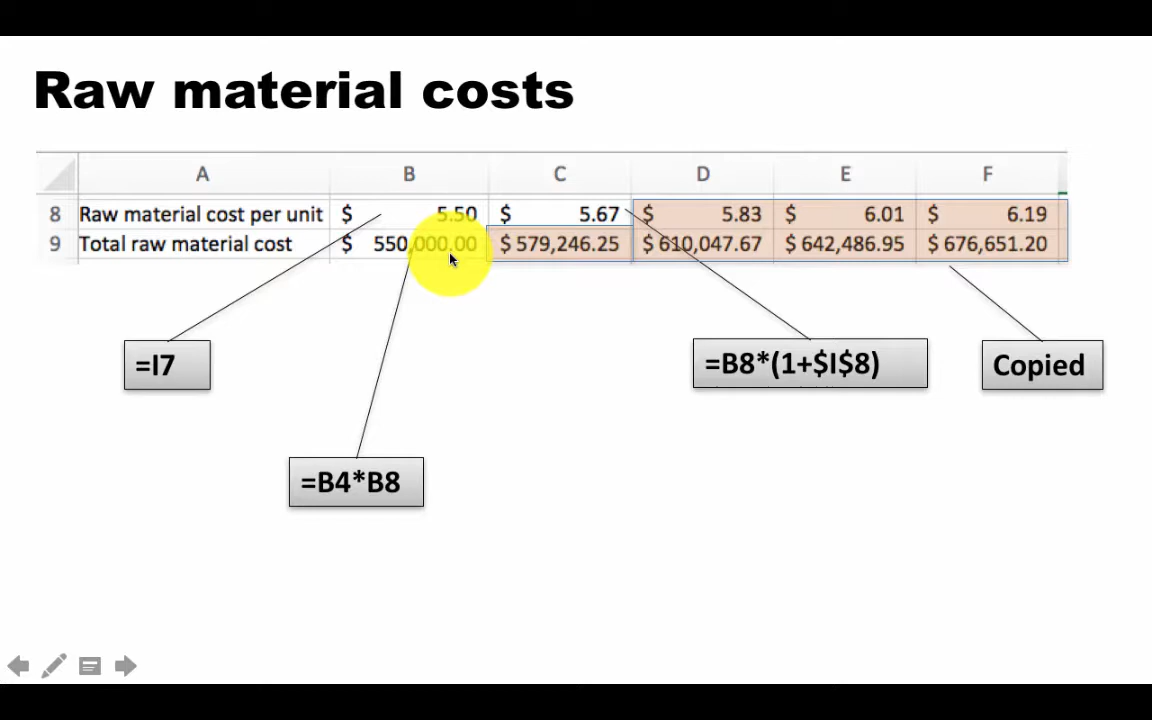 Raw material costs
A B C D E F
8 Raw material cost per unit $ 5.50 $ 5.67 $ 5.83 $ 6.01 $ 6.19
9 Total raw material cost $ 550,000.00 $ 579,246.25 $ 610,047.67 $ 642,486.95 $ 676,651.20
=I7
=B8*(1+$I$8)
Copied
=B4*B8